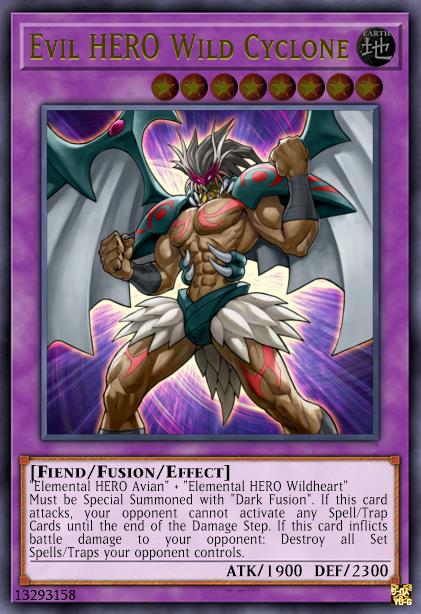 Evil HERO Wild Cyclone
EARTH
地
[Fiend/Fusion/Effect]
"Elemental HERO Avian" + "Elemental HERO Wildheart"
Must be Special Summoned with "Dark Fusion". If this card
attacks, your opponent cannot activate any Spell/Trap
Cards until the end of the Damage Step. If this card inflicts
battle damage to your opponent: Destroy all Set
Spells/Traps your opponent controls.
ATK/1900 DEF/2300
13293158